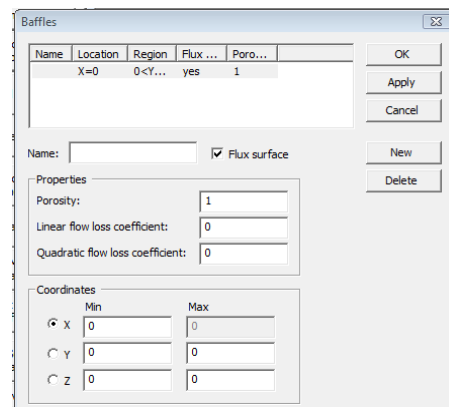 Baffles
Name Location Region Flux ... Poro...
X=0 0<Y... yes 1
OK
Apply
Cancel
Name: Flux surface
New
Delete
Properties
Porosity: 1
Linear flow loss coefficient: 0
Quadratic flow loss coefficient: 0
Coordinates
Min Max
X 0 0
Y 0 0
Z 0 0